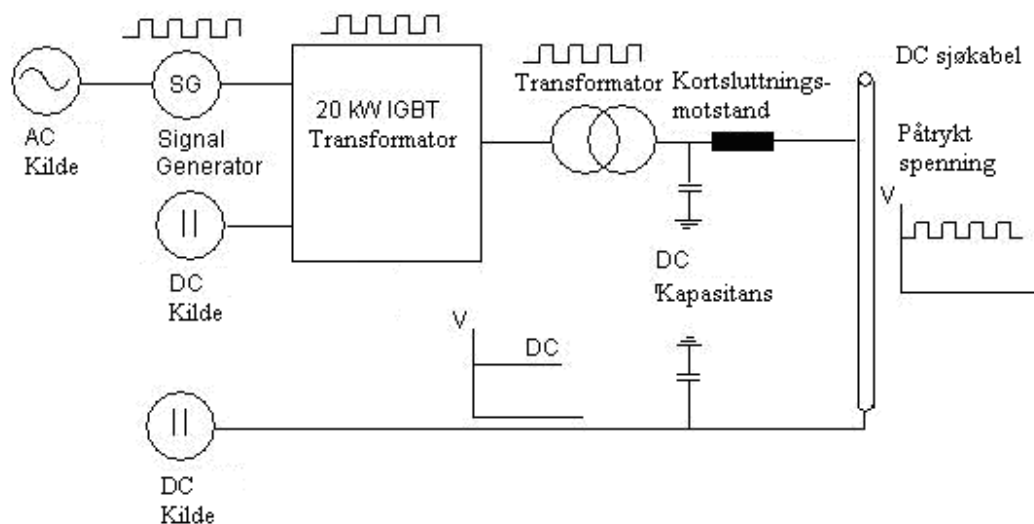 SG
AC
Kilde
Signal
Generator
20 kW IGBT
Transformator
Transformator
Kortsluttnings-
motstand
DC sjøkabel
Påtrykt
spenning
V
DC
Kilde
DC
Kapasitans
V
DC
DC
Kilde